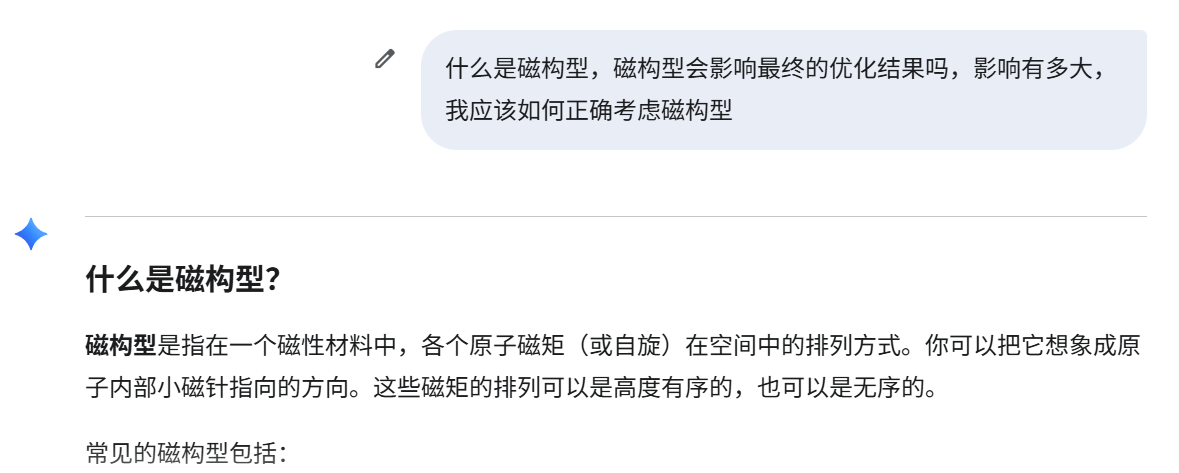 什么是磁构型，磁构型会影响最终的优化结果吗，影响有多大，
我应该如何正确考虑磁构型
什么是磁构型？
磁构型是指在一个磁性材料中，各个原子磁矩（或自旋）在空间中的排列方式。你可以把它想象成原
子内部小磁针指向的方向。这些磁矩的排列可以是高度有序的，也可以是无序的。
常见的磁构型包括：